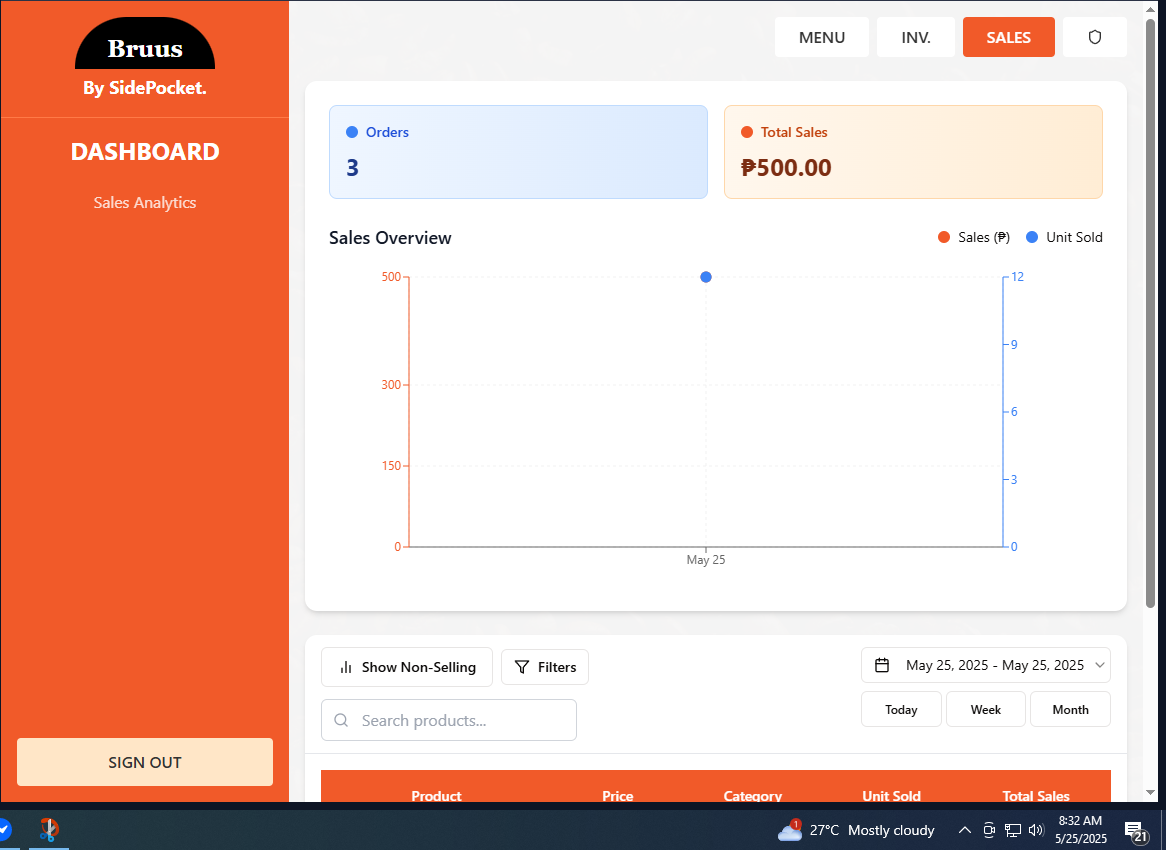 Bruus
By SidePocket.
DASHBOARD
Sales Analytics
SIGN OUT
MENU
INV.
SALES
Orders
3
Total Sales
₱500.00
Sales Overview
Sales (₱)
Unit Sold
500
300
150
0
12
9
6
3
0
May 25
Show Non-Selling
Filters
May 25, 2025 - May 25, 2025
Search products...
Today
Week
Month
Product
Price
Category
Unit Sold
Total Sales
1
27°C Mostly cloudy
8:32 AM
5/25/2025
21